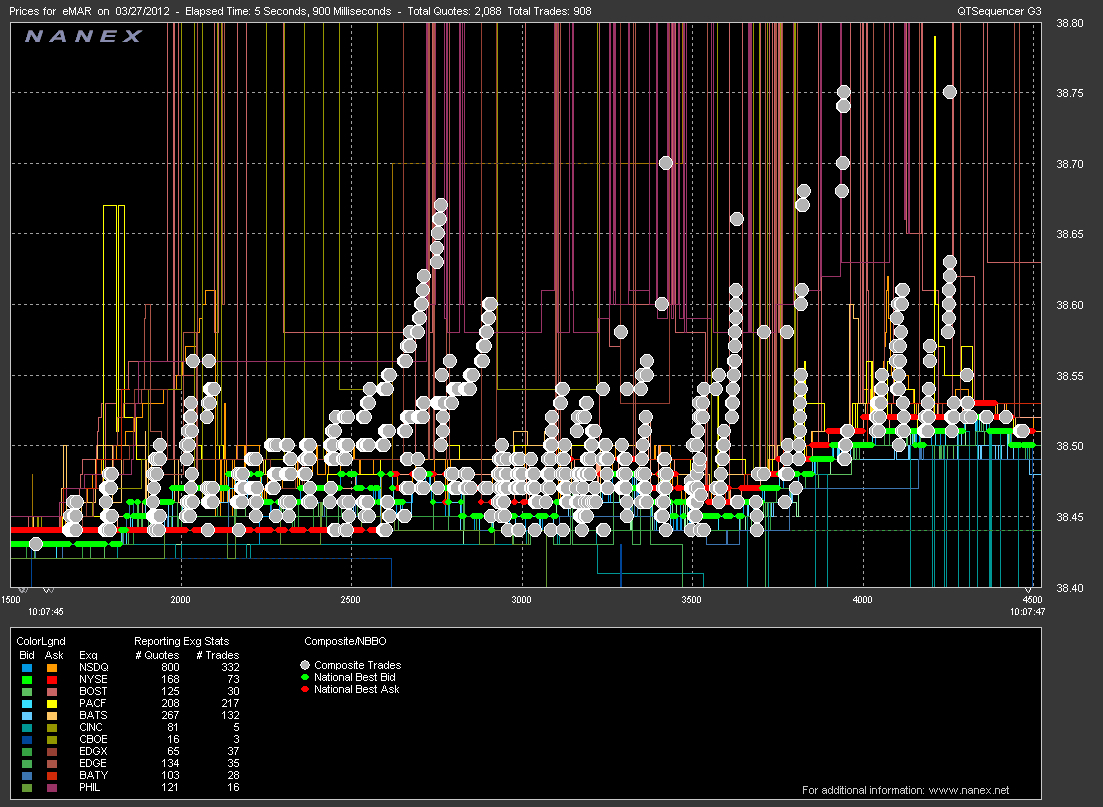 Prices for eMAR on 03/27/2012 - Elapsed Time: 5 Seconds, 900 Milliseconds - Total Quotes: 2,088 Total Trades: 908 QTSequencer G3
NANEX
38.80
38.75
38.70
38.65
38.60
38.55
38.50
38.45
38.40
1500 2000 2500 3000 3500 4000 4500
10:07:45 10:07:47
ColorLgnd Reporting Exg Stats Composite/NBBO
Bid Ask Exg # Quotes # Trades
NSDQ 800 332
NYSE 168 73
BOST 125 30
PACF 208 217
BATS 267 132
CINC 81 5
CBOE 16 3
EDGX 65 37
EDGE 134 35
BATY 103 28
PHIL 121 16
Composite Trades
National Best Bid
National Best Ask
For additional information: www.nanex.net